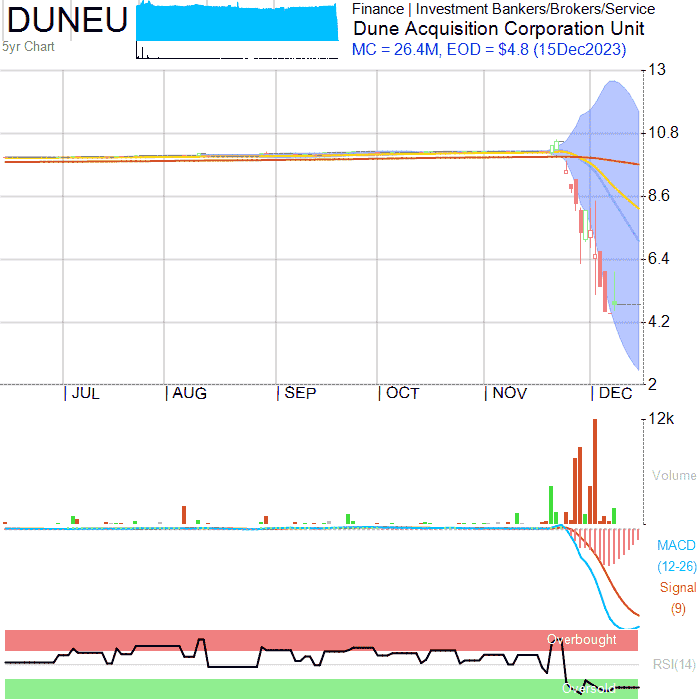 DUNEU
Finance | Investment Bankers/Brokers/Service
Dune Acquisition Corporation Unit
5yr Chart
MC = 26.4M, EOD = $4.8 (15Dec2023)
13
10.8
8.6
6.4
4.2
2
JUL AUG SEP OCT NOV DEC
12k
Volume
MACD
(12-26)
Signal
(9)
Overbought
RSI(14)
Oversold